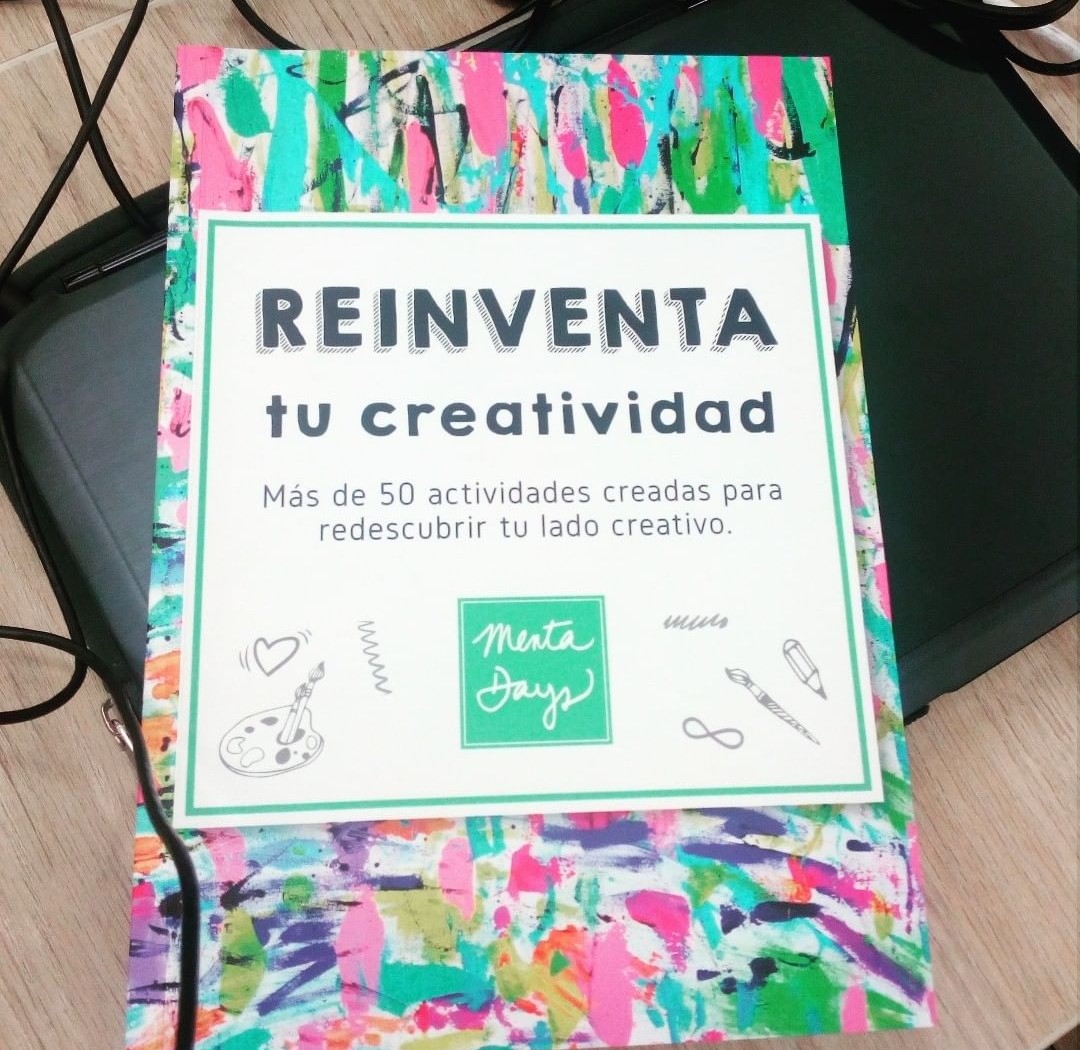 REINVENTA
tu creatividad
Más de 50 actividades creadas para
redescubrir tu lado creativo.
Menta
Days